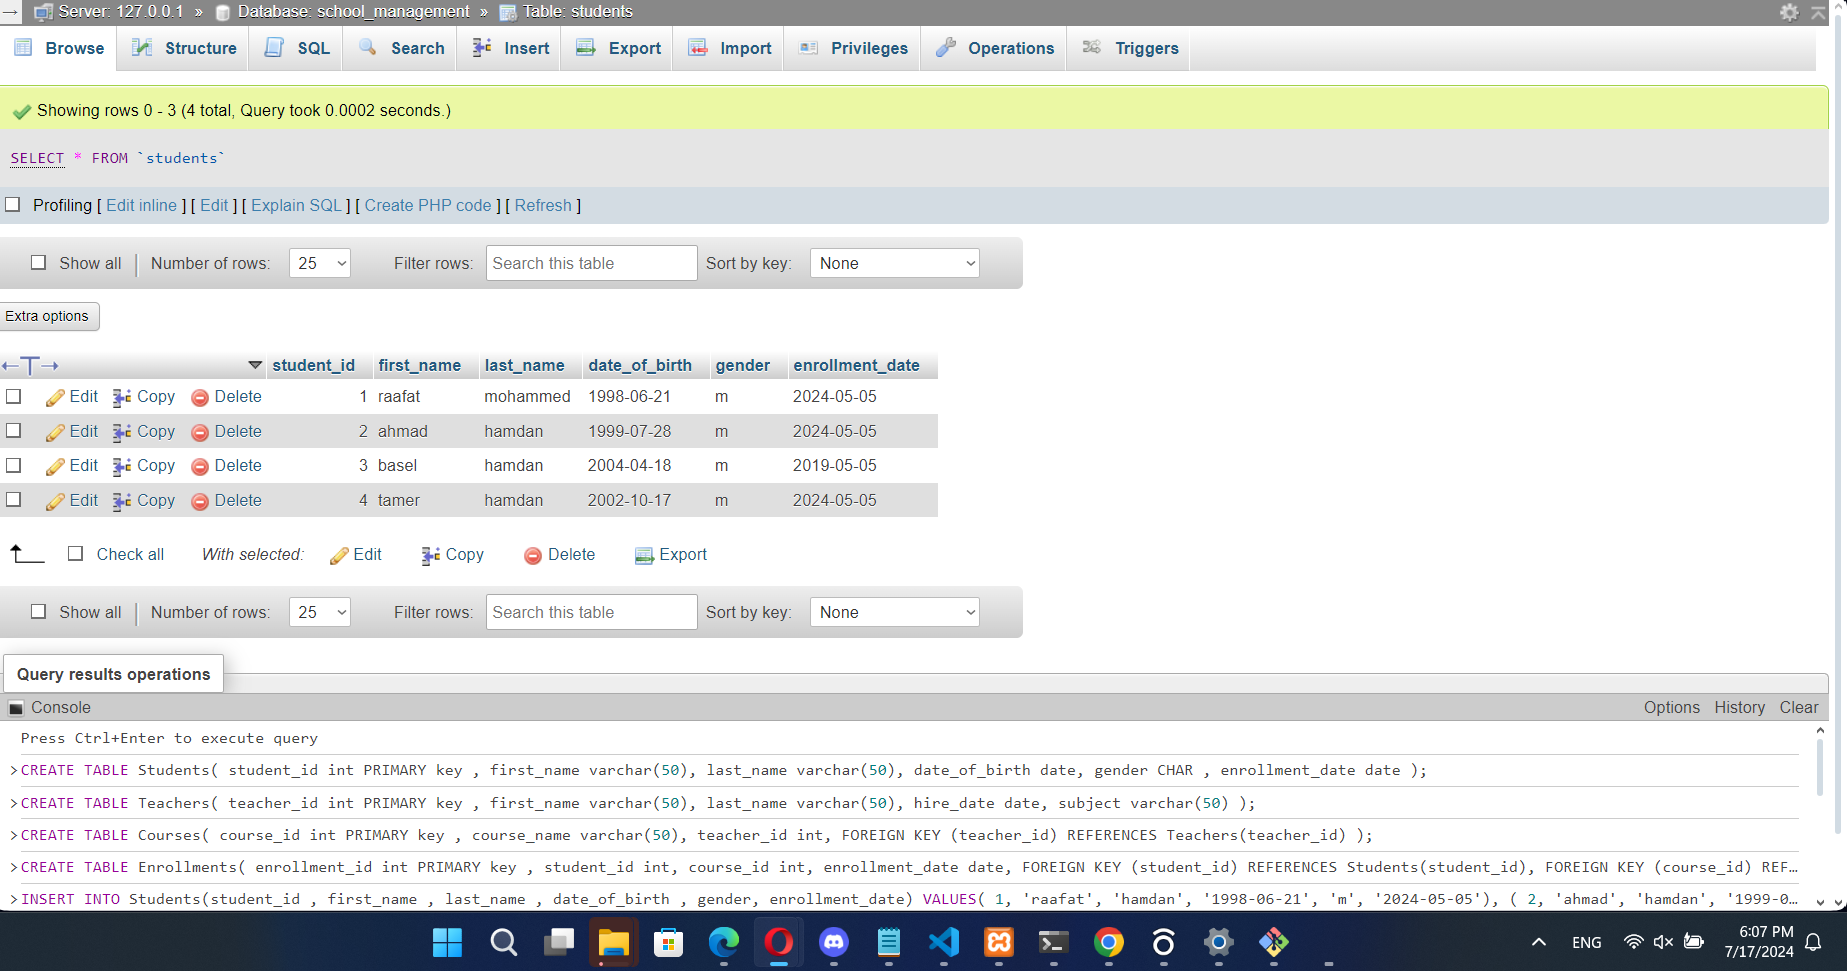 Server: 127.0.0.1 » Database: school_management » Table: students
Browse Structure SQL Search Insert Export Import Privileges Operations Triggers
Showing rows 0 - 3 (4 total, Query took 0.0002 seconds.)
SELECT * FROM `students`
Profiling [ Edit inline ] [ Edit ] [ Explain SQL ] [ Create PHP code ] [ Refresh ]
Show all Number of rows: 25 Filter rows: Search this table Sort by key: None
Extra options
student_id first_name last_name date_of_birth gender enrollment_date
Edit Copy Delete 1 raafat mohammed 1998-06-21 m 2024-05-05
Edit Copy Delete 2 ahmad hamdan 1999-07-28 m 2024-05-05
Edit Copy Delete 3 basel hamdan 2004-04-18 m 2019-05-05
Edit Copy Delete 4 tamer hamdan 2002-10-17 m 2024-05-05
Check all With selected: Edit Copy Delete Export
Show all Number of rows: 25 Filter rows: Search this table Sort by key: None
Query results operations
Console Options History Clear
Press Ctrl+Enter to execute query
>CREATE TABLE Students( student_id int PRIMARY key , first_name varchar(50), last_name varchar(50), date_of_birth date, gender CHAR , enrollment_date date );
>CREATE TABLE Teachers( teacher_id int PRIMARY key , first_name varchar(50), last_name varchar(50), hire_date date, subject varchar(50) );
>CREATE TABLE Courses( course_id int PRIMARY key , course_name varchar(50), teacher_id int, FOREIGN KEY (teacher_id) REFERENCES Teachers(teacher_id) );
>CREATE TABLE Enrollments( enrollment_id int PRIMARY key , student_id int, course_id int, enrollment_date date, FOREIGN KEY (student_id) REFERENCES Students(student_id), FOREIGN KEY (course_id) REF…
>INSERT INTO Students(student_id , first_name , last_name , date_of_birth , gender, enrollment_date) VALUES( 1, 'raafat', 'hamdan', '1998-06-21', 'm', '2024-05-05'), ( 2, 'ahmad', 'hamdan', '1999-0…
ENG 6:07 PM
7/17/2024